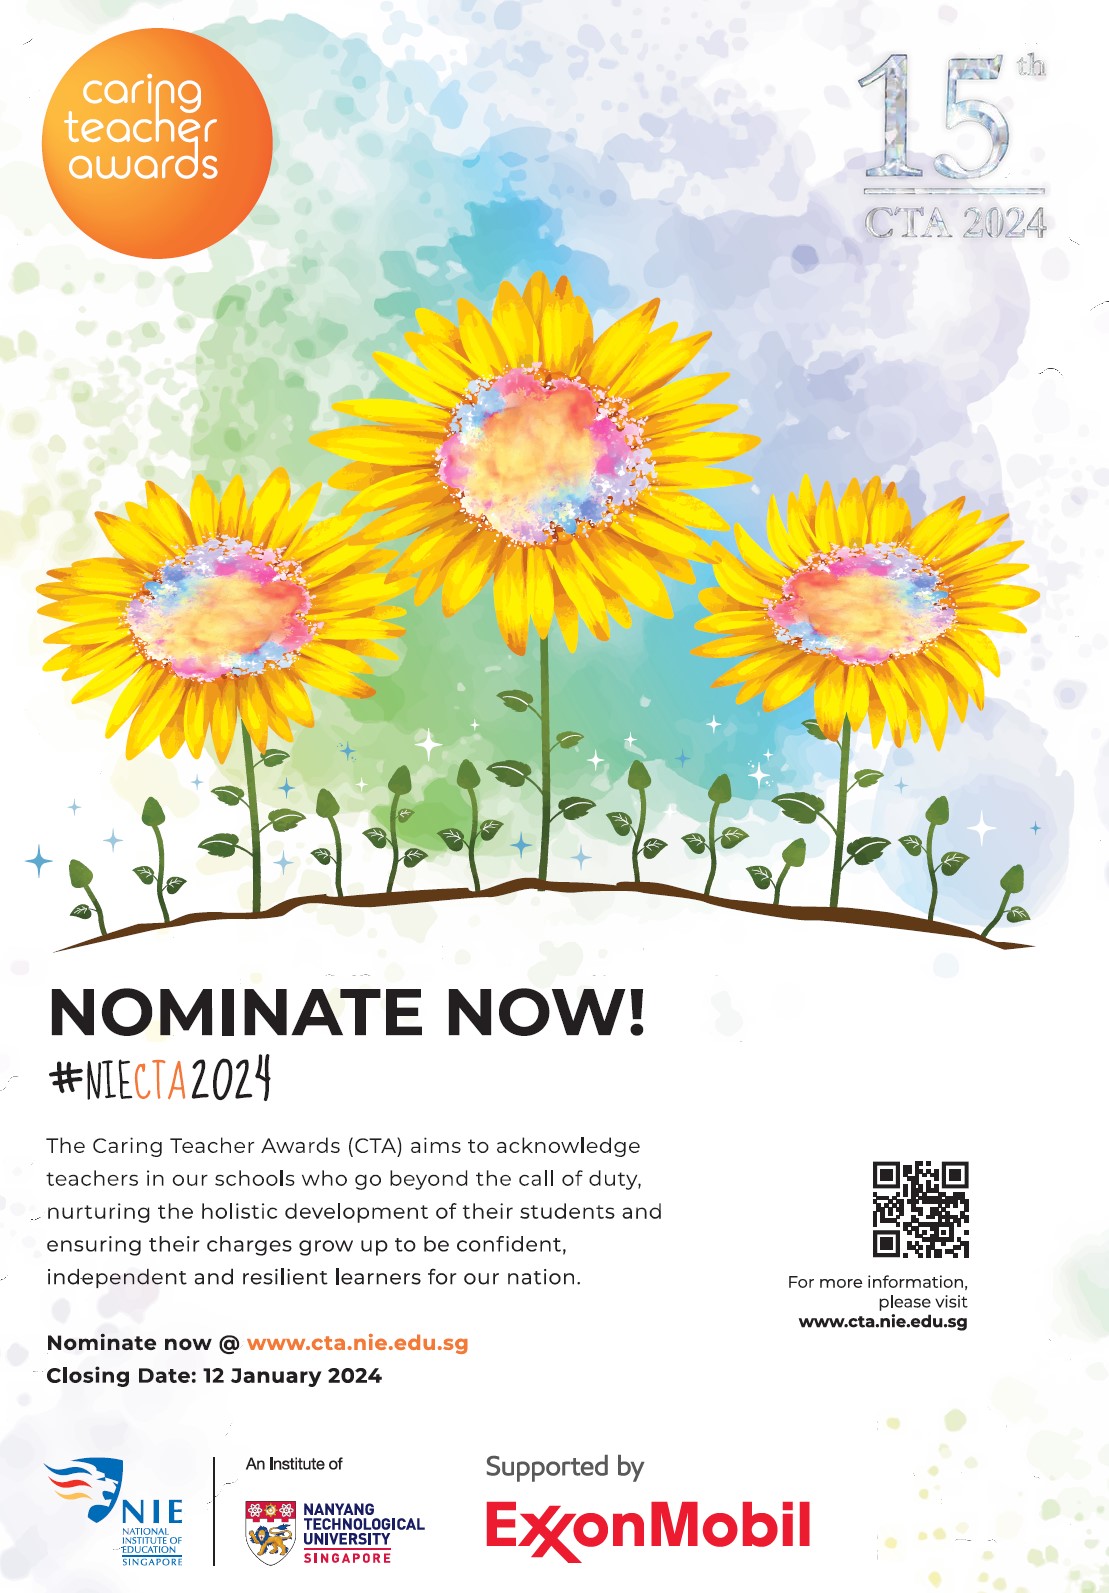 caring
teacher
awards
15th
CTA 2024
NOMINATE NOW!
#NIECTA2024
The Caring Teacher Awards (CTA) aims to acknowledge
teachers in our schools who go beyond the call of duty,
nurturing the holistic development of their students and
ensuring their charges grow up to be confident,
independent and resilient learners for our nation.
Nominate now @ www.cta.nie.edu.sg
Closing Date: 12 January 2024
For more information,
please visit
www.cta.nie.edu.sg
NIE
NATIONAL
INSTITUTE OF
EDUCATION
SINGAPORE
An Institute of
NANYANG
TECHNOLOGICAL
UNIVERSITY
SINGAPORE
Supported by
ExxonMobil